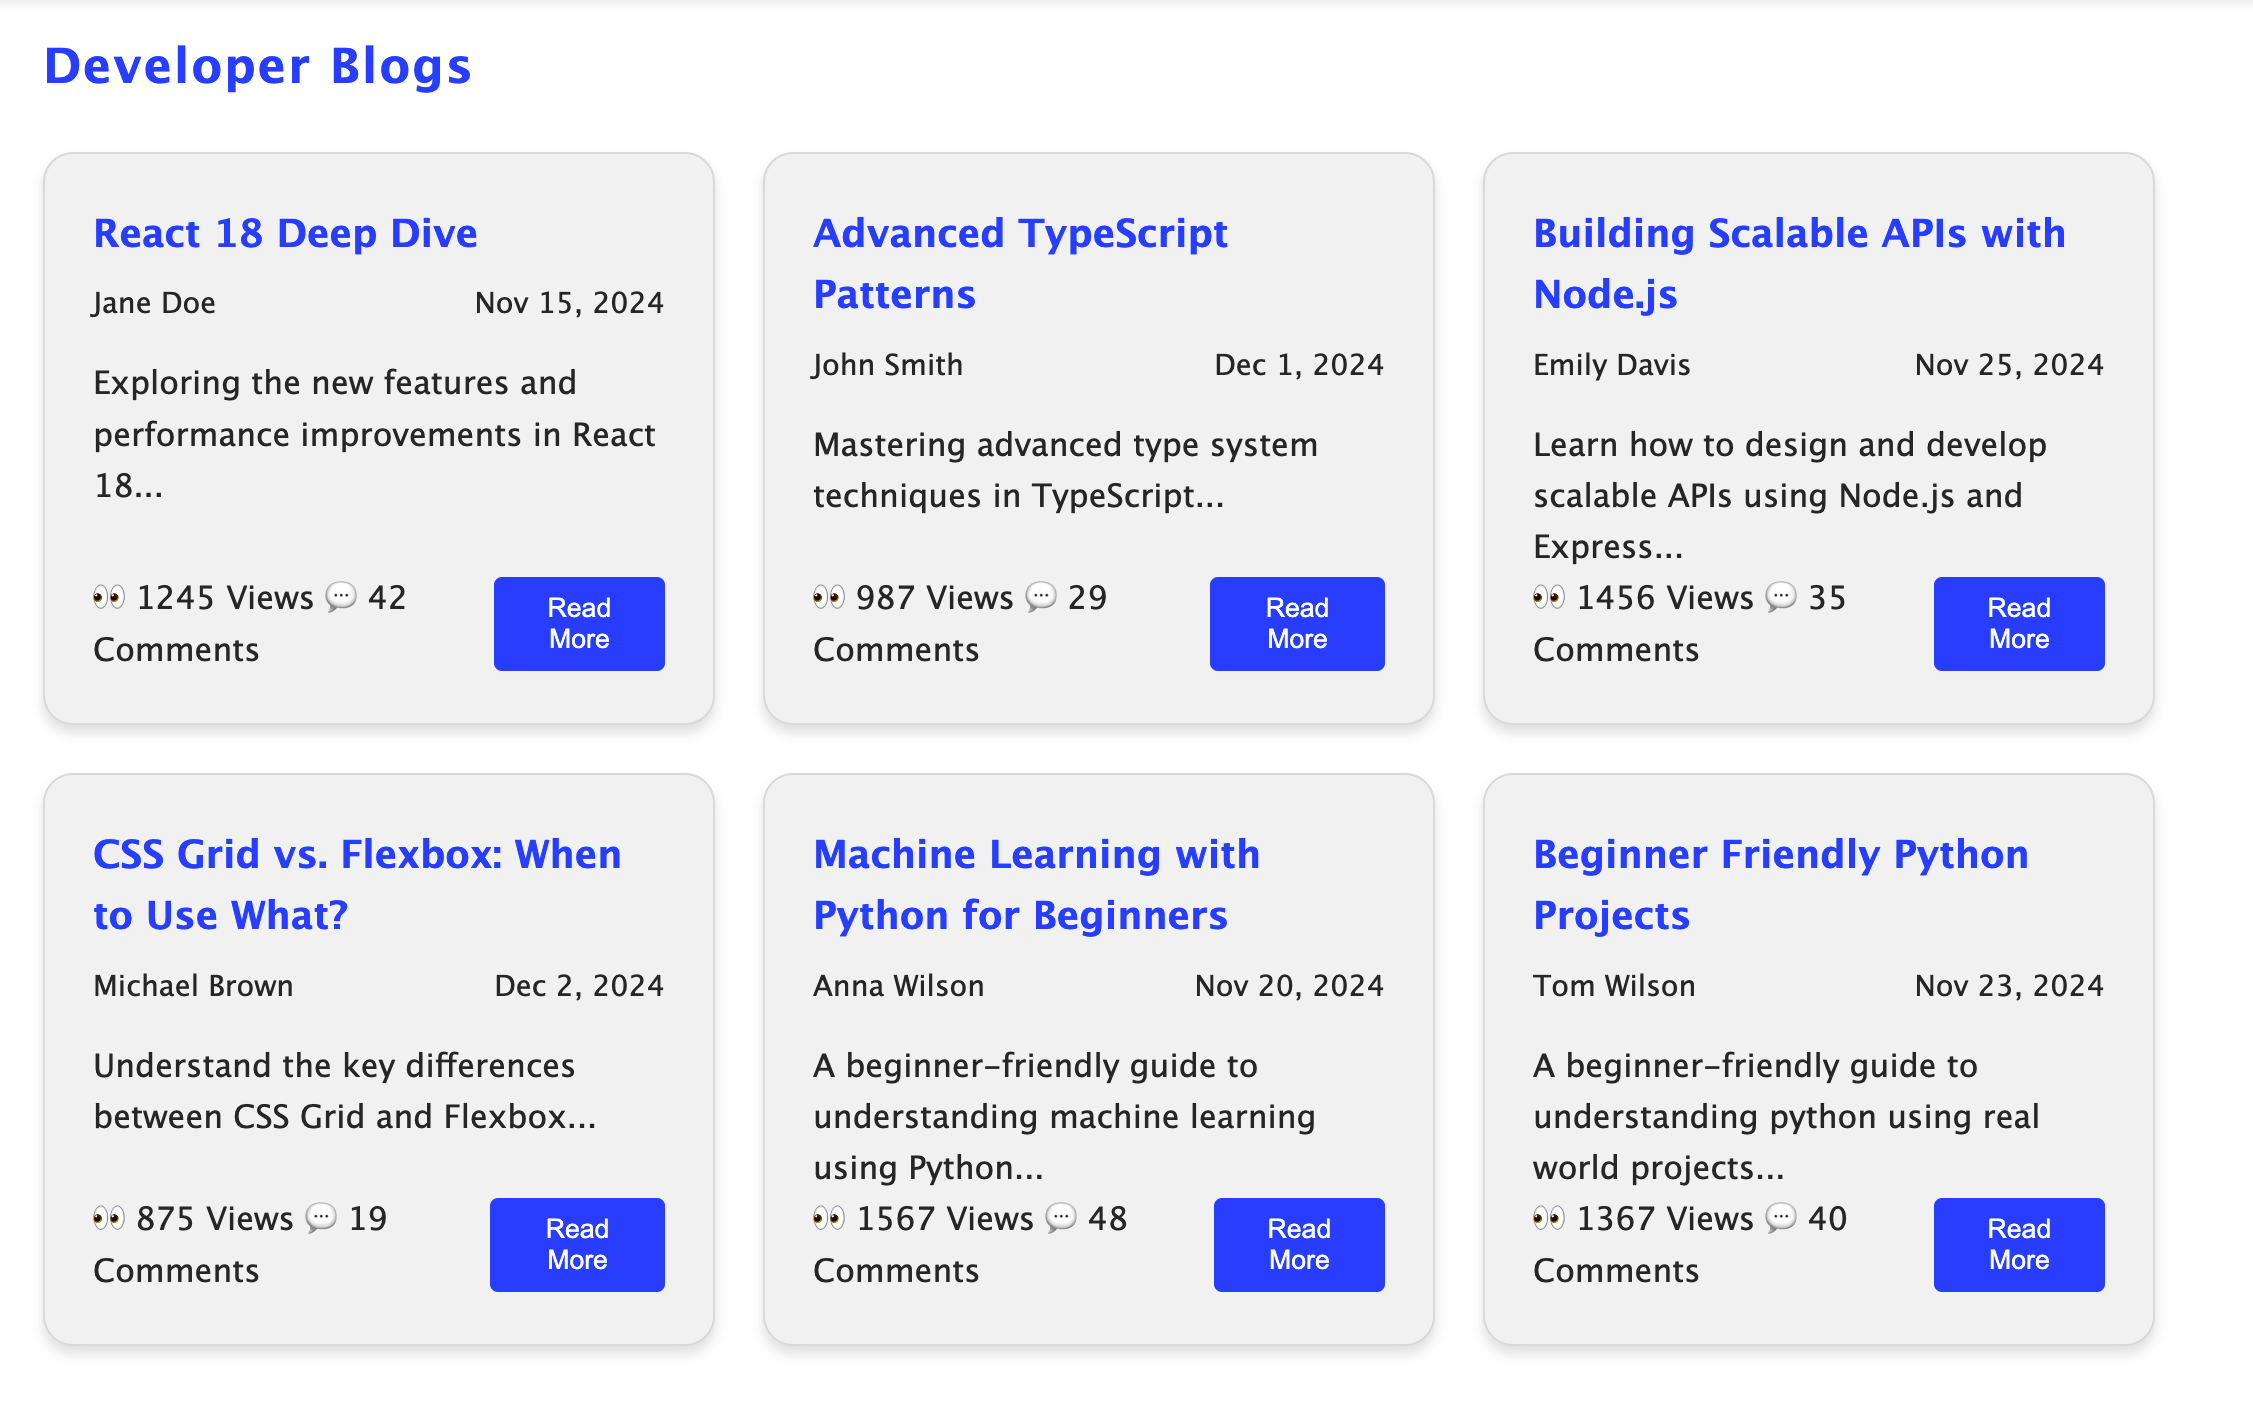 Developer Blogs
React 18 Deep Dive
Jane Doe Nov 15, 2024
Exploring the new features and
performance improvements in React
18...
👀 1245 Views 💬 42
Comments
Read
More
Advanced TypeScript
Patterns
John Smith Dec 1, 2024
Mastering advanced type system
techniques in TypeScript...
👀 987 Views 💬 29
Comments
Read
More
Building Scalable APIs with
Node.js
Emily Davis Nov 25, 2024
Learn how to design and develop
scalable APIs using Node.js and
Express...
👀 1456 Views 💬 35
Comments
Read
More
CSS Grid vs. Flexbox: When
to Use What?
Michael Brown Dec 2, 2024
Understand the key differences
between CSS Grid and Flexbox...
👀 875 Views 💬 19
Comments
Read
More
Machine Learning with
Python for Beginners
Anna Wilson Nov 20, 2024
A beginner-friendly guide to
understanding machine learning
using Python...
👀 1567 Views 💬 48
Comments
Read
More
Beginner Friendly Python
Projects
Tom Wilson Nov 23, 2024
A beginner-friendly guide to
understanding python using real
world projects...
👀 1367 Views 💬 40
Comments
Read
More